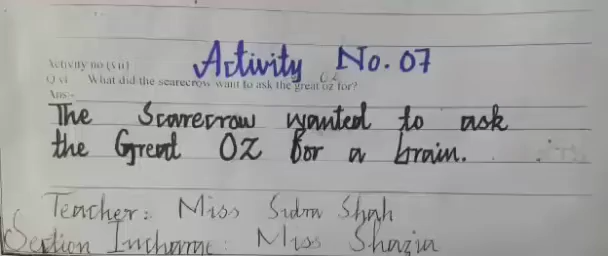 Activity No. 07
Activity no (vii)
Q vi What did the scarecrow want to ask the great oz for?
Ans:-
The Scarecrow wanted to ask
the Great OZ for a brain.
Teacher: Miss Sidra Shah
Section Incharge: Miss Shazia